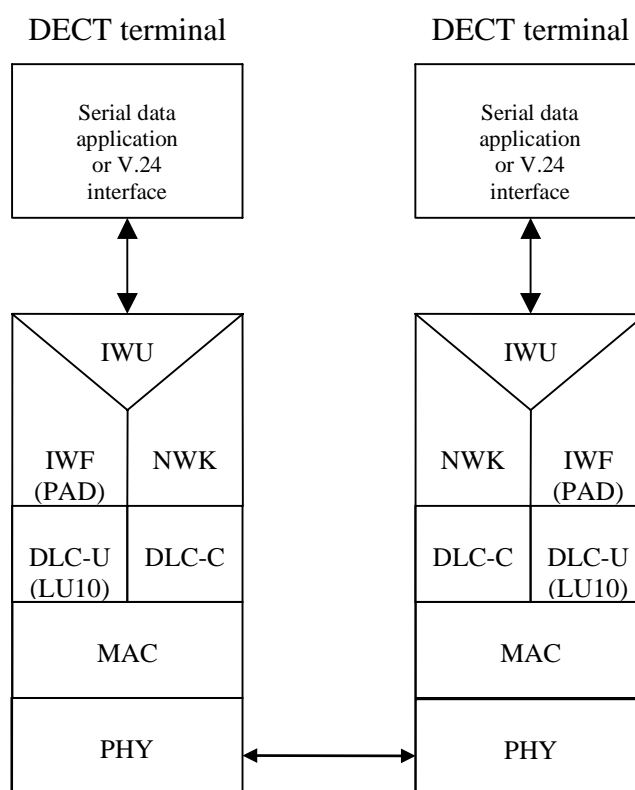 DECT terminal
Serial data
application
or V.24
interface
IWU
IWF
(PAD)
NWK
DLC-U
(LU10)
DLC-C
MAC
PHY
DECT terminal
Serial data
application
or V.24
interface
IWU
NWK
IWF
(PAD)
DLC-C
DLC-U
(LU10)
MAC
PHY